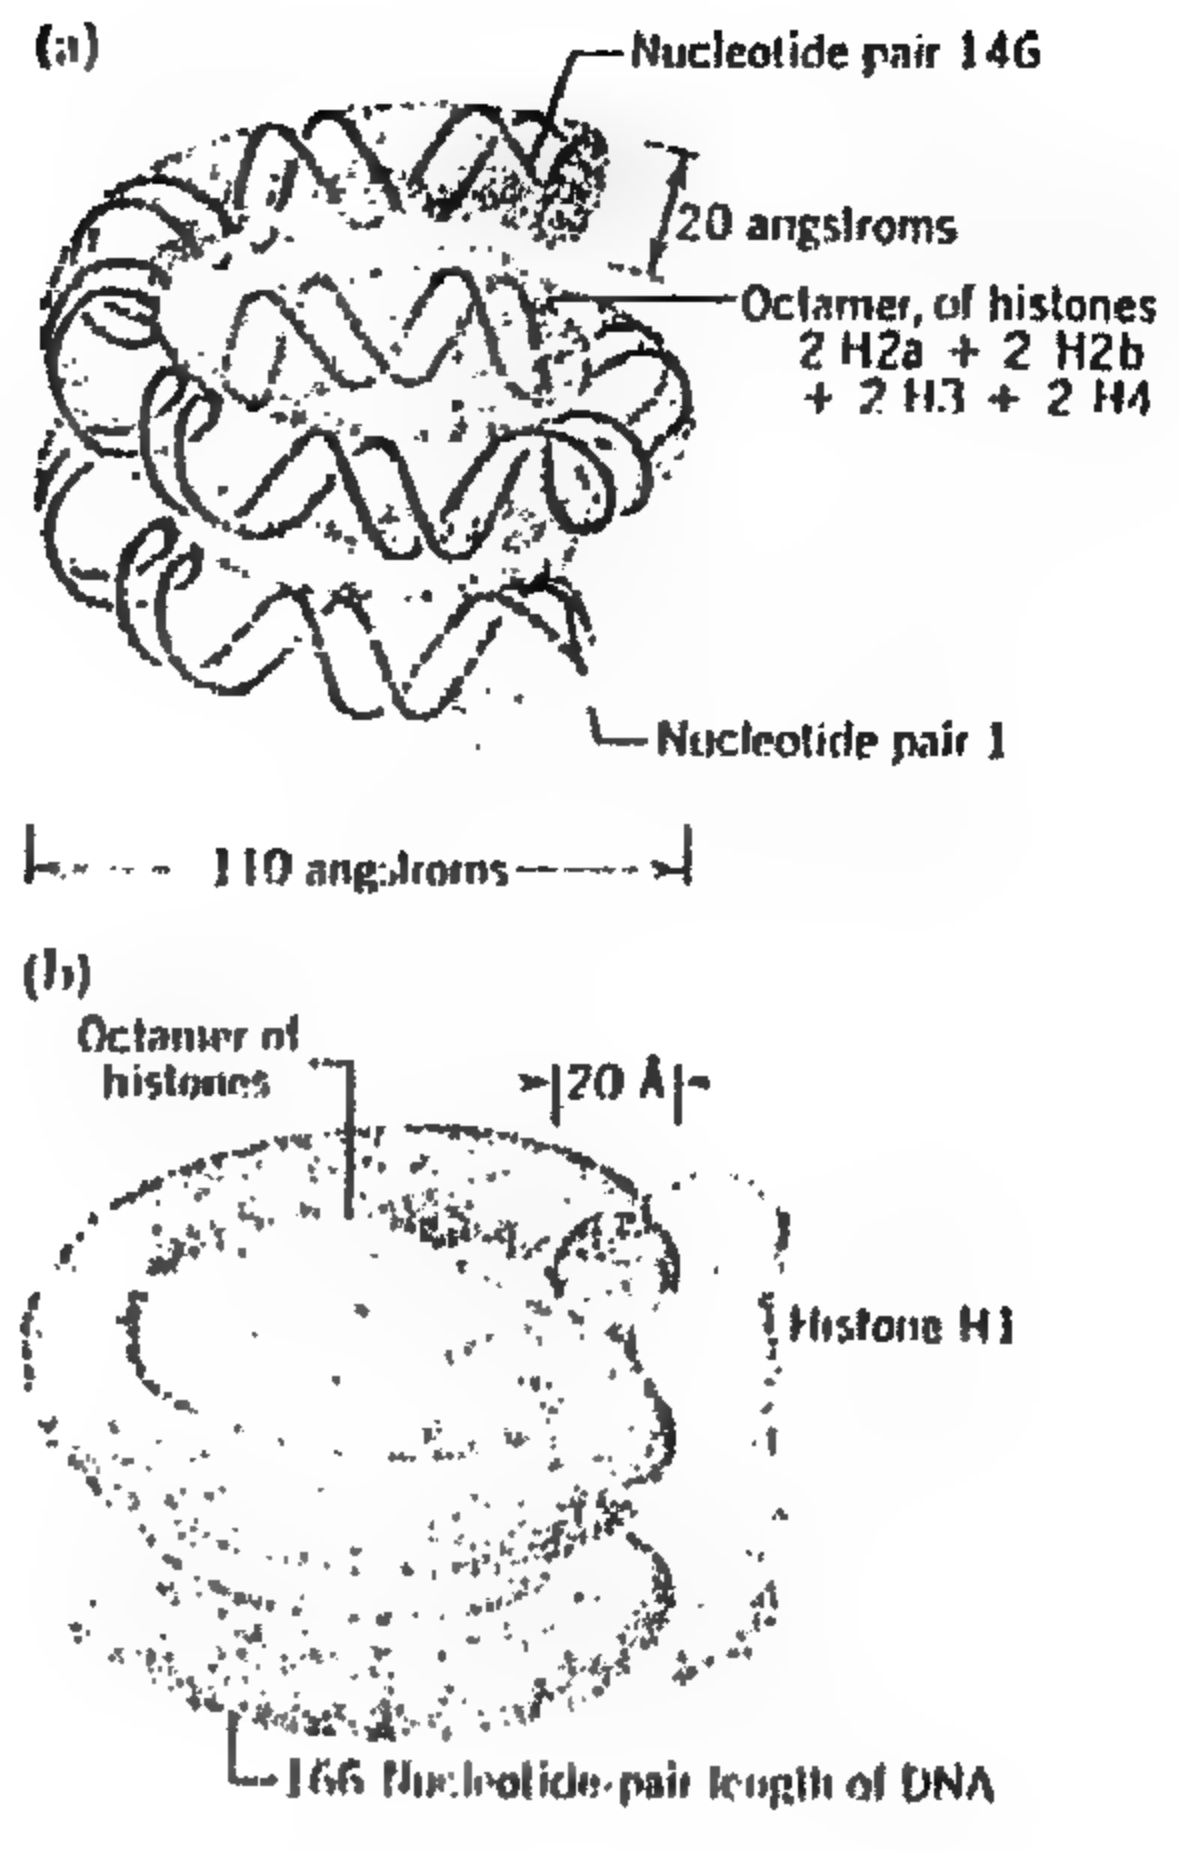 (a)
Nucleotide pair 146
20 angstroms
Octamer, of histones
2 H2a + 2 H2b
+ 2 H3 + 2 H4
Nucleotide pair 1
110 angstroms
(b)
Octamer of
histones
20 Å
Histone H1
166 Nucleotide-pair length of DNA